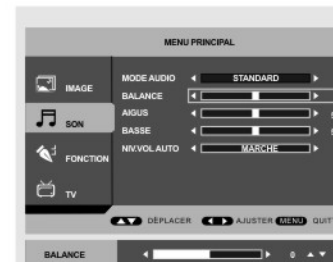 MENU PRINCIPAL
IMAGE
SON
FONCTION
TV
MODE AUDIO STANDARD
BALANCE
AIGUS
BASSE
NIV.VOL AUTO MARCHE
DÉPLACER AJUSTER MENU QUIT
BALANCE 0